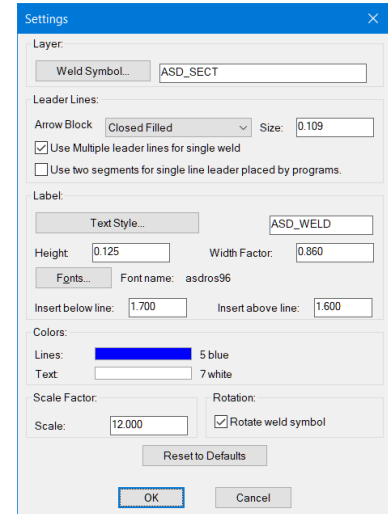 Settings
Layer:
Weld Symbol... ASD_SECT
Leader Lines:
Arrow Block Closed Filled Size: 0.109
Use Multiple leader lines for single weld
Use two segments for single line leader placed by programs.
Label:
Text Style... ASD_WELD
Height: 0.125 Width Factor: 0.860
Fonts... Font name: asdros96
Insert below line: 1.700 Insert above line: 1.600
Colors:
Lines: 5 blue
Text: 7 white
Scale Factor: Rotation:
Scale: 12.000 Rotate weld symbol
Reset to Defaults
OK Cancel